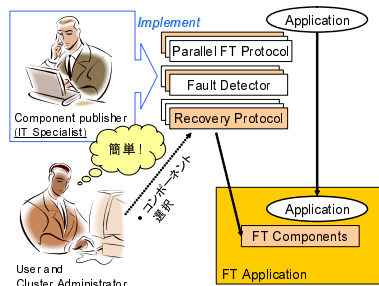 Implement
Application
Parallel FT Protocol
Fault Detector
Component publisher
(IT Specialist)
Recovery Protocol
簡単!
• コンポーネント
選択
Application
FT Components
User and
Cluster Administrator
FT Application